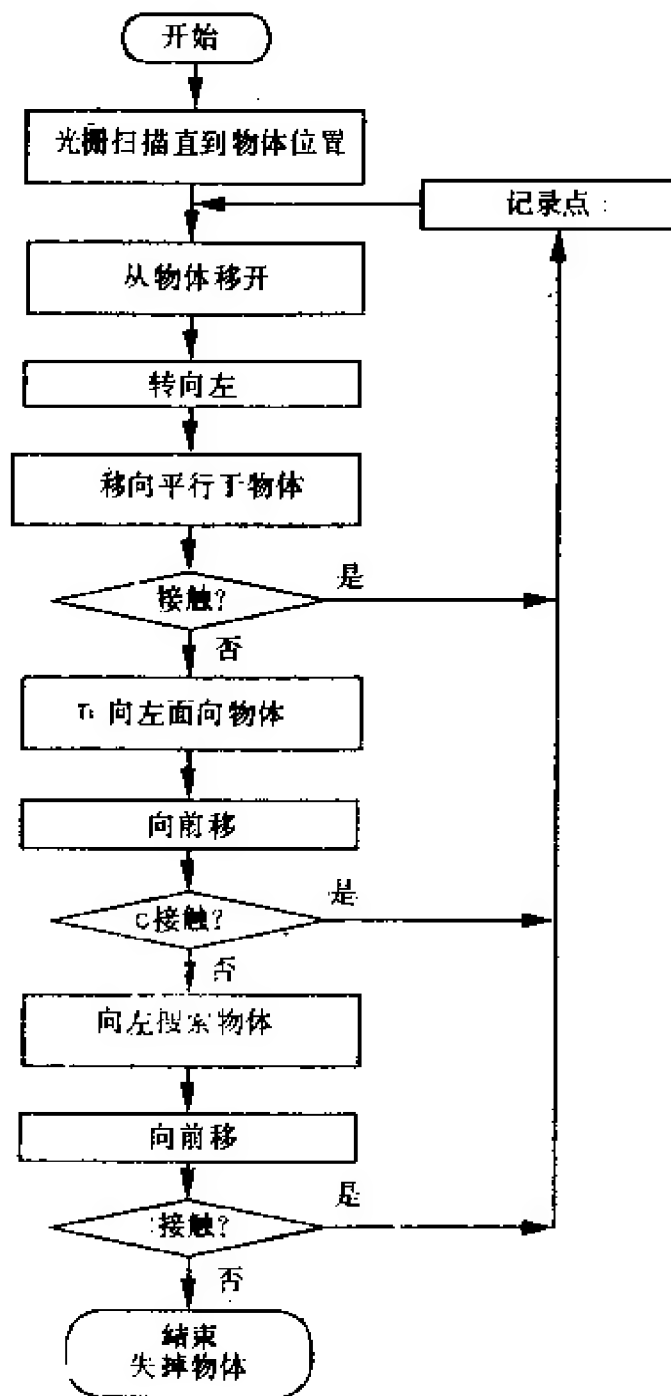 开始
光栅扫描直到物体位置
记录点:
从物体移开
转向左
移向平行于物体
接触?
是
否
向左面向物体
向前移
C接触?
是
否
向左搜索物体
向前移
接触?
是
否
结束
失掉物体